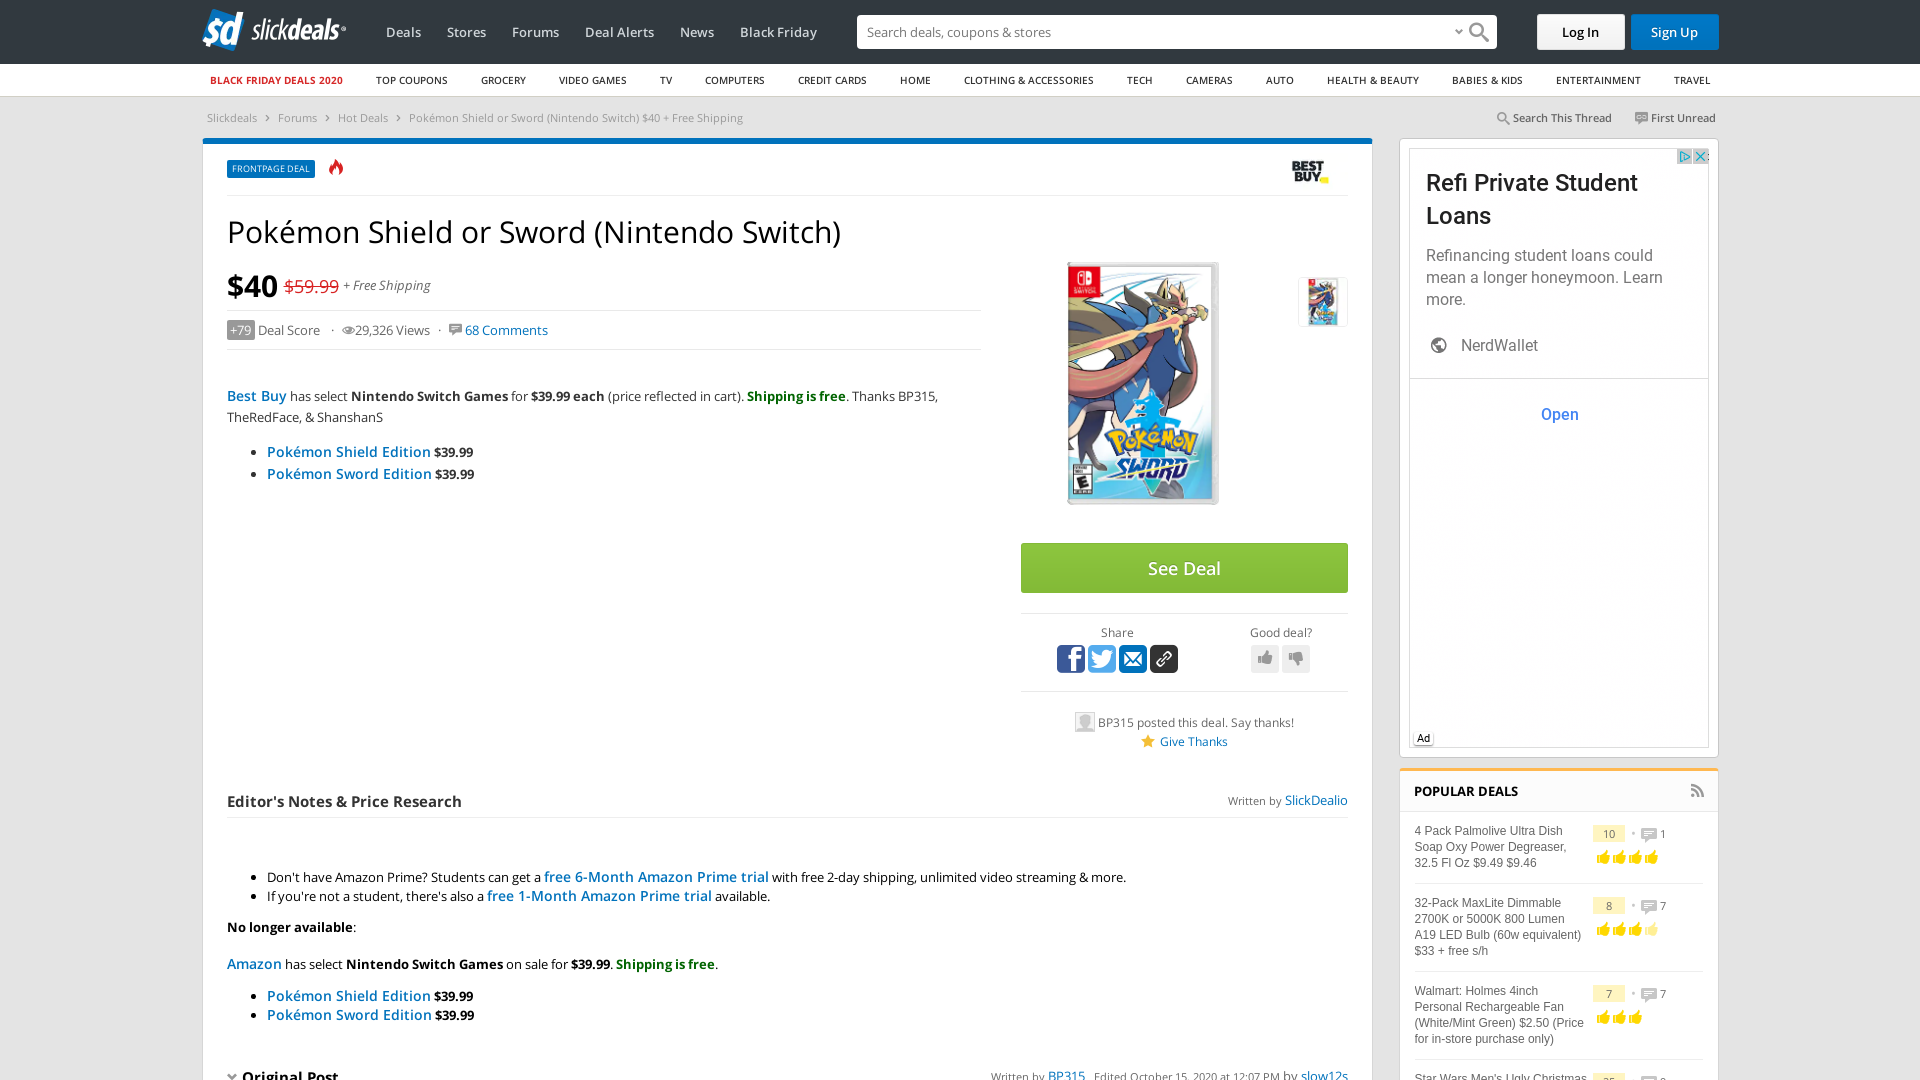 sd slickdeals
Deals
Stores
Forums
Deal Alerts
News
Black Friday
Search deals, coupons & stores
Log In
Sign Up
BLACK FRIDAY DEALS 2020
TOP COUPONS
GROCERY
VIDEO GAMES
TV
COMPUTERS
CREDIT CARDS
HOME
CLOTHING & ACCESSORIES
TECH
CAMERAS
AUTO
HEALTH & BEAUTY
BABIES & KIDS
ENTERTAINMENT
TRAVEL
Slickdeals › Forums › Hot Deals › Pokémon Shield or Sword (Nintendo Switch) $40 + Free Shipping
Search This Thread
First Unread
FRONTPAGE DEAL
BEST BUY
Pokémon Shield or Sword (Nintendo Switch)
$40 $59.99 + Free Shipping
+79 Deal Score · 29,326 Views · 68 Comments
Best Buy has select Nintendo Switch Games for $39.99 each (price reflected in cart). Shipping is free. Thanks BP315,
TheRedFace, & ShanshanS
• Pokémon Shield Edition $39.99
• Pokémon Sword Edition $39.99
POKÉMON
SWORD
E
See Deal
Share
Good deal?
BP315 posted this deal. Say thanks!
Give Thanks
Editor's Notes & Price Research
Written by SlickDealio
• Don't have Amazon Prime? Students can get a free 6-Month Amazon Prime trial with free 2-day shipping, unlimited video streaming & more.
• If you're not a student, there's also a free 1-Month Amazon Prime trial available.
No longer available:
Amazon has select Nintendo Switch Games on sale for $39.99. Shipping is free.
• Pokémon Shield Edition $39.99
• Pokémon Sword Edition $39.99
Original Post
Written by BP315 Edited October 15, 2020 at 12:07 PM by slow12s
Refi Private Student
Loans
Refinancing student loans could
mean a longer honeymoon. Learn
more.
NerdWallet
Open
Ad
POPULAR DEALS
4 Pack Palmolive Ultra Dish
Soap Oxy Power Degreaser,
32.5 Fl Oz $9.49 $9.46
10 • 1
32-Pack MaxLite Dimmable
2700K or 5000K 800 Lumen
A19 LED Bulb (60w equivalent)
$33 + free s/h
8 • 7
Walmart: Holmes 4inch
Personal Rechargeable Fan
(White/Mint Green) $2.50 (Price
for in-store purchase only)
7 • 7
Star Wars Men's Ugly Christmas